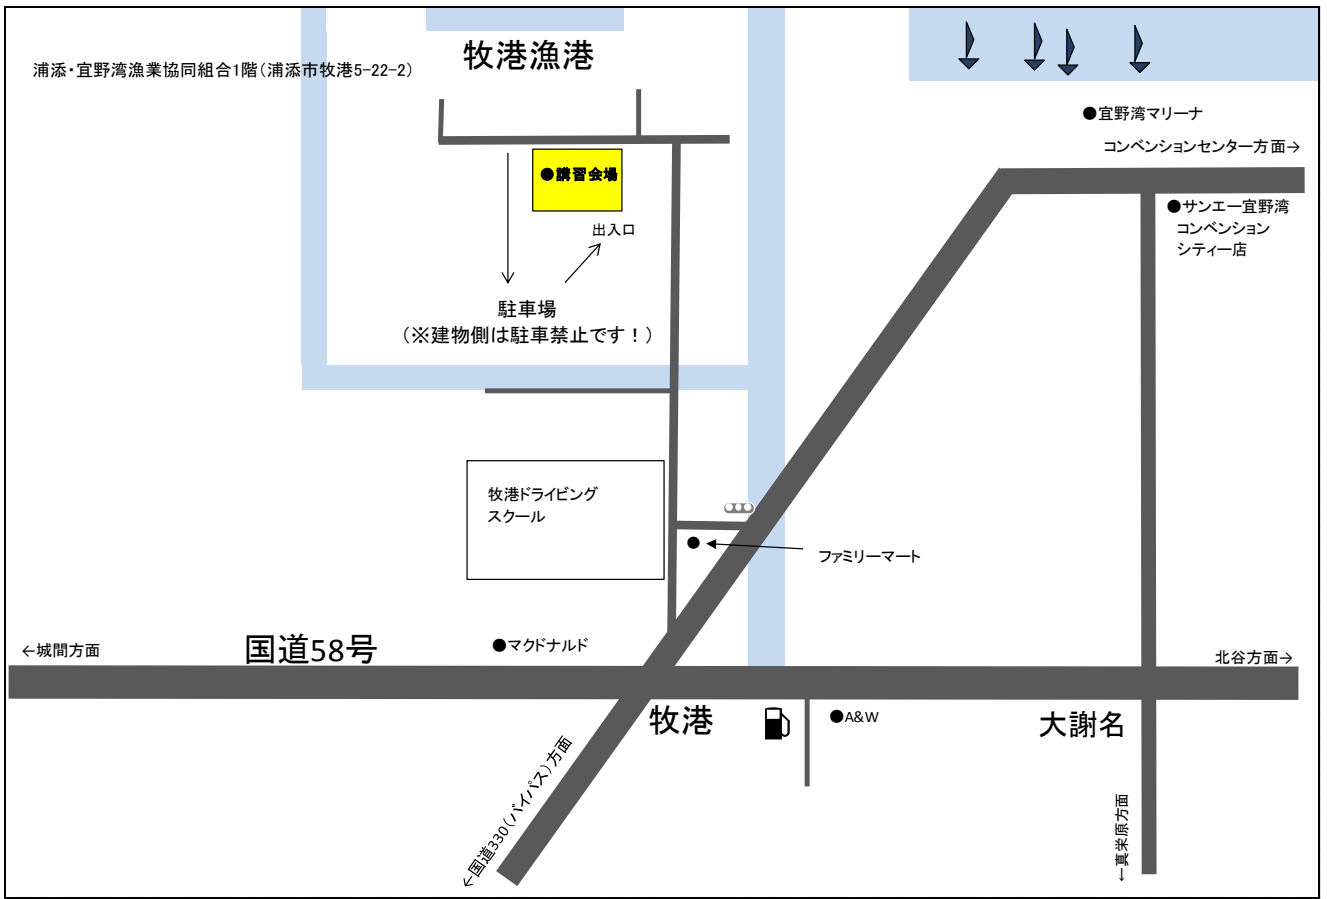 牧港漁港
浦添・宜野湾漁業協同組合1階（浦添市牧港5-22-2）
●宜野湾マリーナ
コンベンションセンター方面→
●講習会場
●サンエー宜野湾
コンベンション
シティー店
出入口
駐車場
（※建物側は駐車禁止です！）
牧港ドライビング
スクール
ファミリーマート
←城間方面
国道58号
●マクドナルド
北谷方面→
牧港
●A&W
大謝名
←国道330（バイパス）方面
←真栄原方面